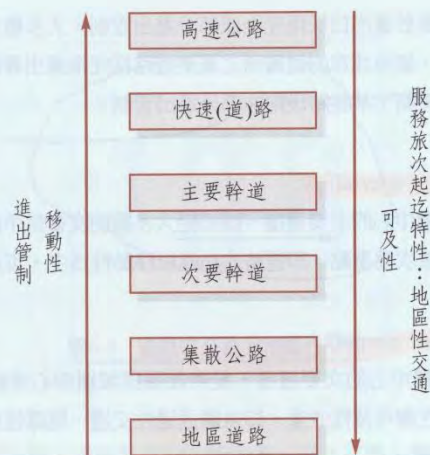 高速公路
快速(道)路
主要幹道
次要幹道
集散公路
地區道路
移動性
進出管制
服務旅次起迄特性：地區性交通
可及性